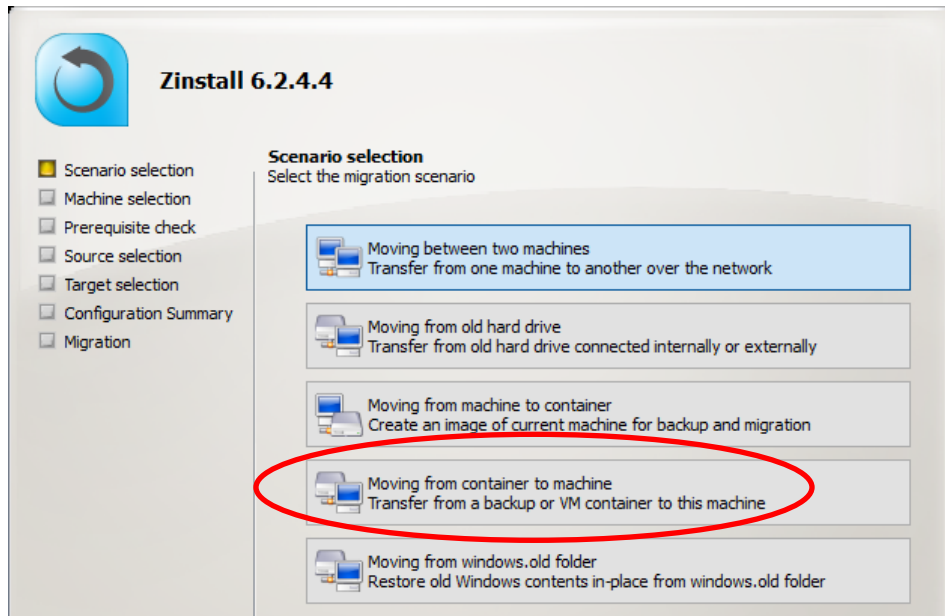 Zinstall 6.2.4.4
Scenario selection
Machine selection
Prerequisite check
Source selection
Target selection
Configuration Summary
Migration
Scenario selection
Select the migration scenario
Moving between two machines
Transfer from one machine to another over the network
Moving from old hard drive
Transfer from old hard drive connected internally or externally
Moving from machine to container
Create an image of current machine for backup and migration
Moving from container to machine
Transfer from a backup or VM container to this machine
Moving from windows.old folder
Restore old Windows contents in-place from windows.old folder